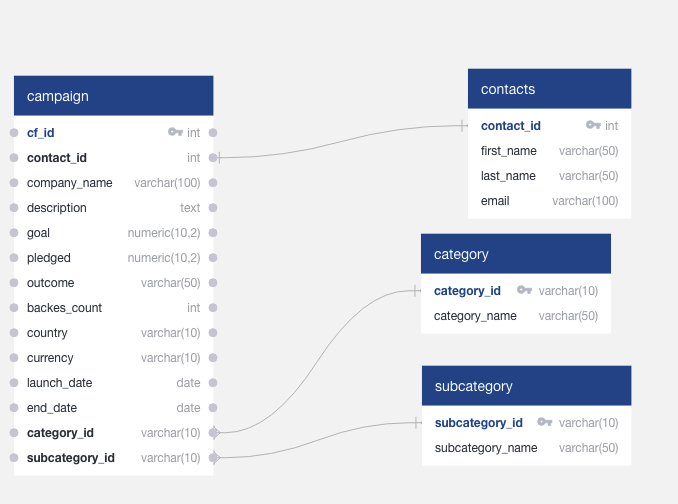 campaign
cf_id int
contact_id int
company_name varchar(100)
description text
goal numeric(10,2)
pledged numeric(10,2)
outcome varchar(50)
backes_count int
country varchar(10)
currency varchar(10)
launch_date date
end_date date
category_id varchar(10)
subcategory_id varchar(10)
contacts
contact_id int
first_name varchar(50)
last_name varchar(50)
email varchar(100)
category
category_id varchar(10)
category_name varchar(50)
subcategory
subcategory_id varchar(10)
subcategory_name varchar(50)